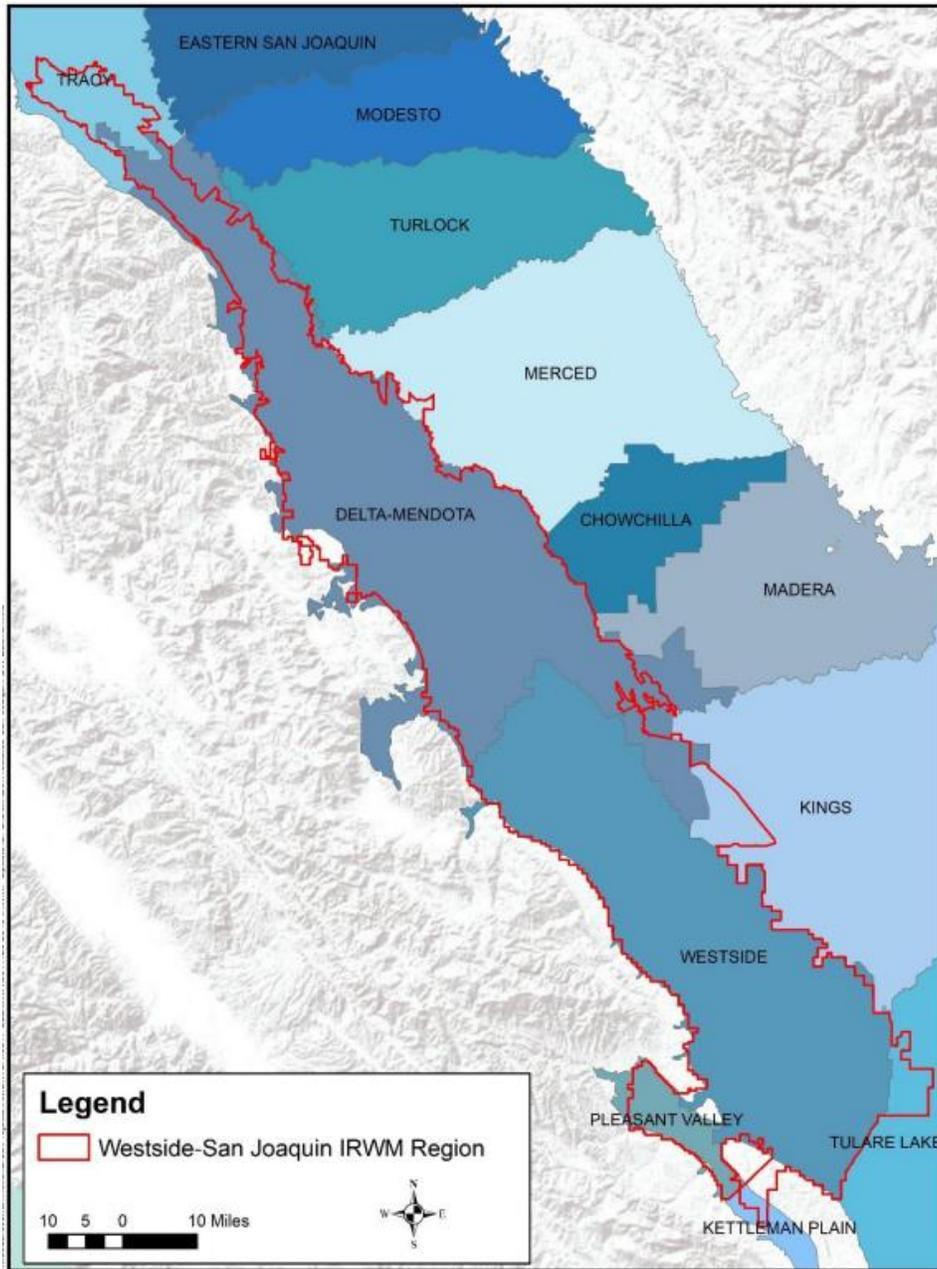 EASTERN SAN JOAQUIN
TRACY
MODESTO
TURLOCK
MERCED
DELTA-MENDOTA
CHOWCHILLA
MADERA
KINGS
WESTSIDE
PLEASANT VALLEY
TULARE LAKE
KETTLEMAN PLAIN
Legend
Westside-San Joaquin IRWM Region
10 5 0 10 Miles
N
W E
S